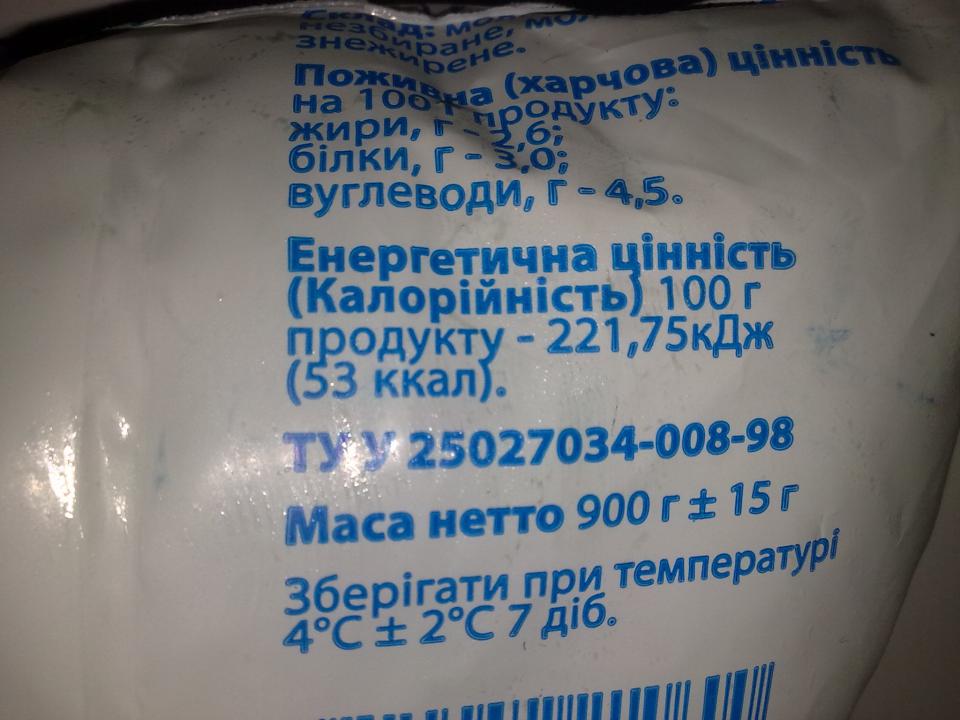 Склад:
незбиране,
знежирене.
Поживна (харчова) цінність
на 100 г продукту:
жири, г - 2,6;
білки, г - 3,0;
вуглеводи, г - 4,5.
Енергетична цінність
(Калорійність) 100 г
продукту - 221,75кДж
(53 ккал).
ТУ У 25027034-008-98
Маса нетто 900 г ± 15 г
Зберігати при температурі
4°С ± 2°С 7 діб.